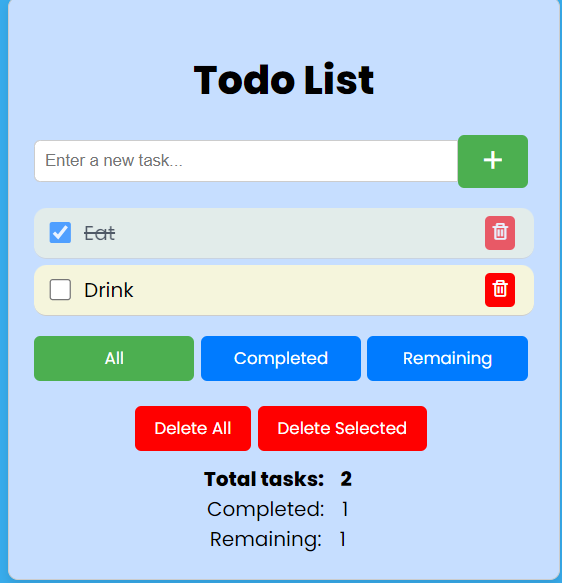 Todo List
Enter a new task...
+
Eat
Drink
All Completed Remaining
Delete All Delete Selected
Total tasks: 2
Completed: 1
Remaining: 1